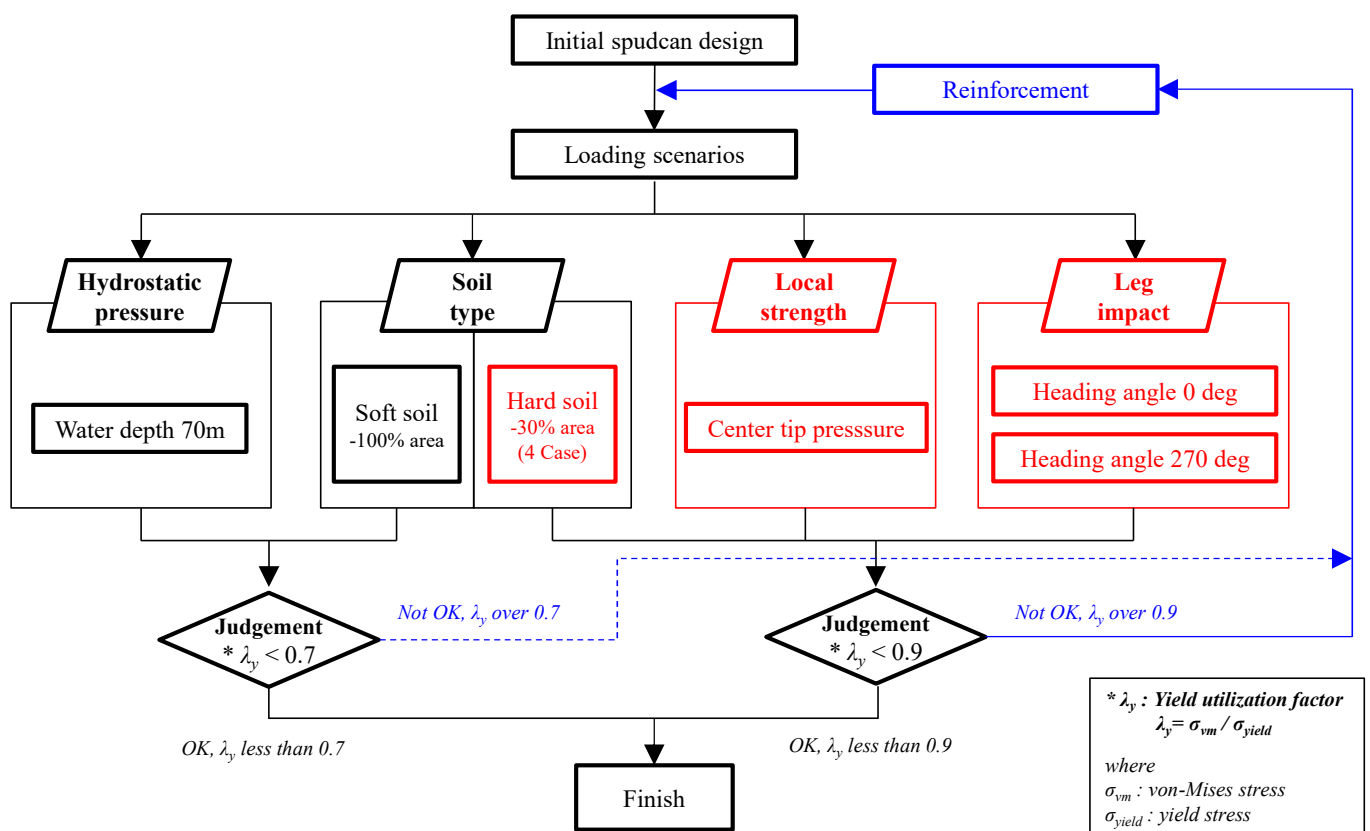 Initial spudcan design
Reinforcement
Loading scenarios
Hydrostatic
pressure
Soil
type
Local
strength
Leg
impact
Water depth 70m
Soft soil
-100% area
Hard soil
-30% area
(4 Case)
Center tip presssure
Heading angle 0 deg
Heading angle 270 deg
Not OK, λy over 0.7
Not OK, λy over 0.9
Judgement
* λy < 0.7
Judgement
* λy < 0.9
OK, λy less than 0.7
OK, λy less than 0.9
Finish
* λy : Yield utilization factor
λy= σvm / σyield
where
σvm : von-Mises stress
σyield : yield stress